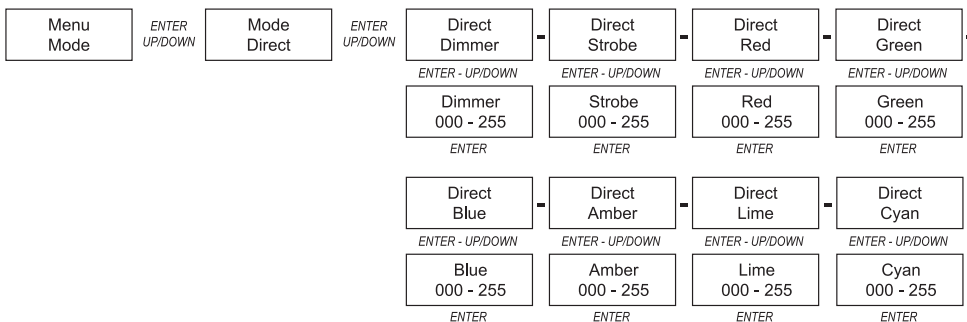 Menu
Mode
ENTER
UP/DOWN
Mode
Direct
ENTER
UP/DOWN
Direct
Dimmer
-
Direct
Strobe
-
Direct
Red
-
Direct
Green
-
ENTER - UP/DOWN
ENTER - UP/DOWN
ENTER - UP/DOWN
ENTER - UP/DOWN
Dimmer
000 - 255
Strobe
000 - 255
Red
000 - 255
Green
000 - 255
ENTER
ENTER
ENTER
ENTER
Direct
Blue
-
Direct
Amber
-
Direct
Lime
-
Direct
Cyan
ENTER - UP/DOWN
ENTER - UP/DOWN
ENTER - UP/DOWN
ENTER - UP/DOWN
Blue
000 - 255
Amber
000 - 255
Lime
000 - 255
Cyan
000 - 255
ENTER
ENTER
ENTER
ENTER